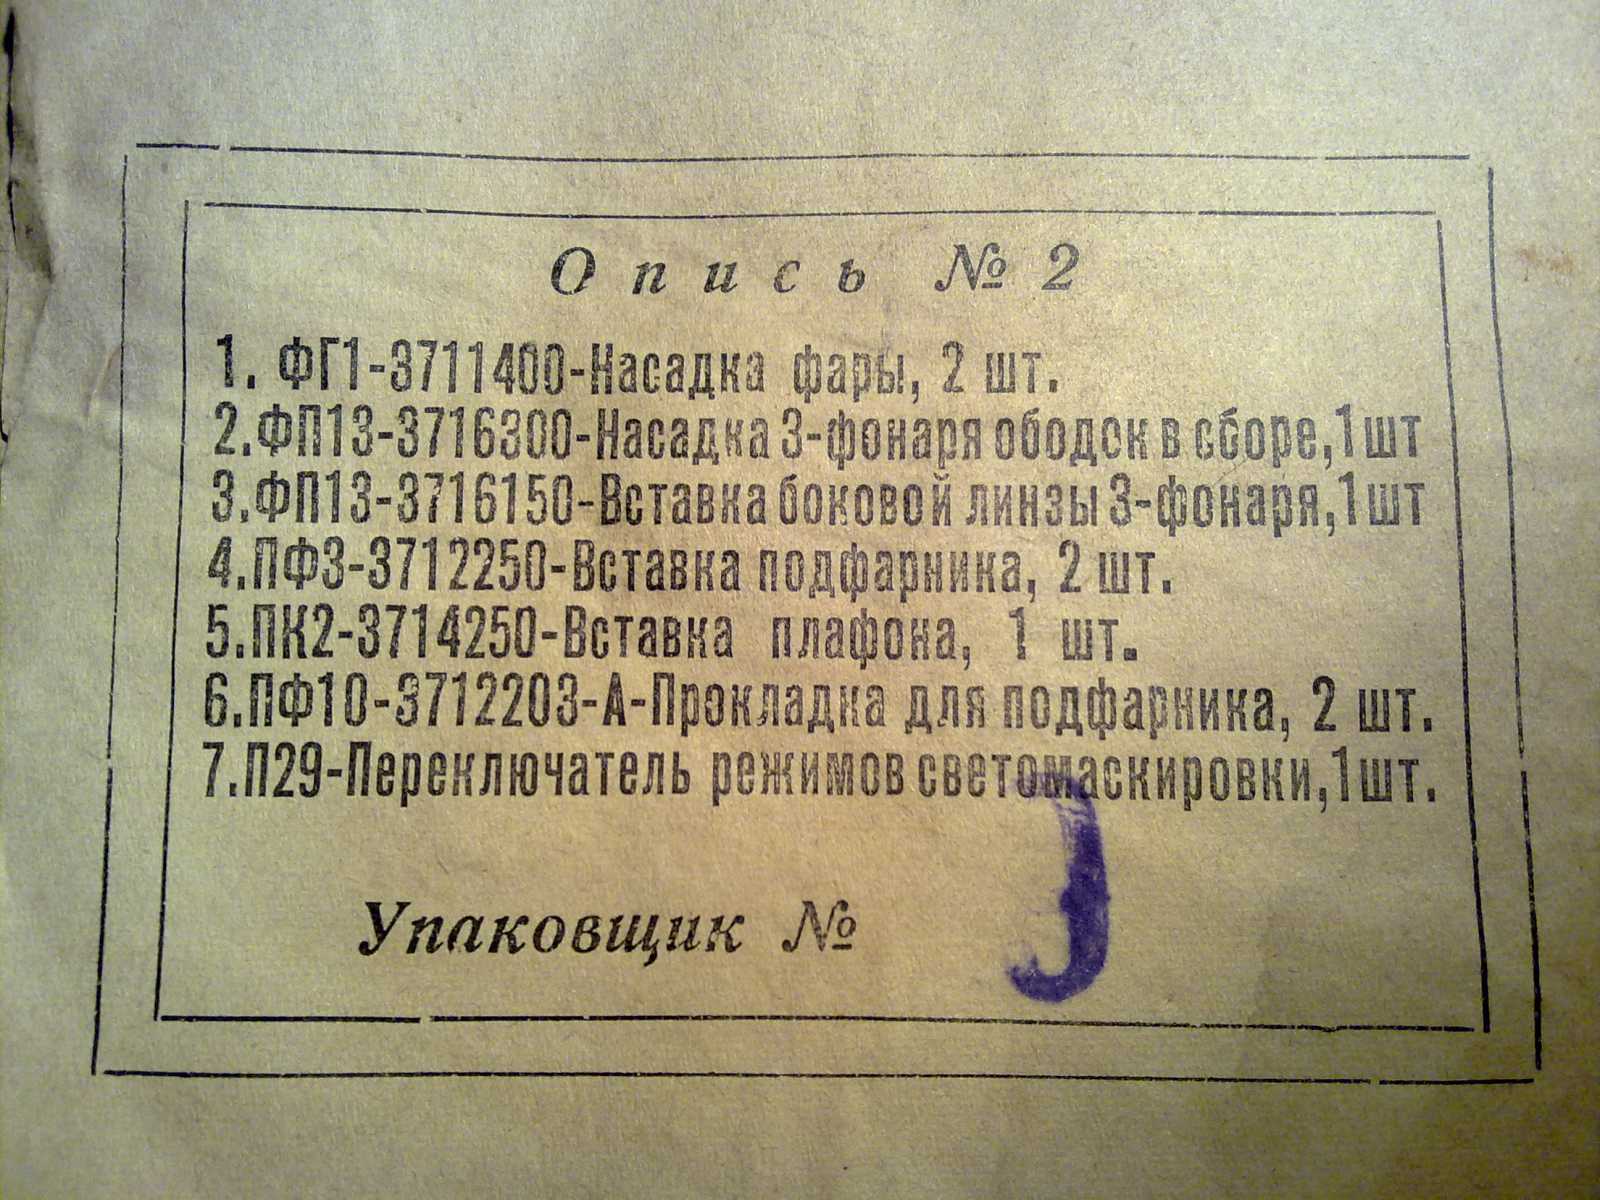 Опись № 2
1. ФГ1-3711400-Насадка фары, 2 шт.
2.ФП13-3716300-Насадка З-фонаря ободок в сборе,1шт
3.ФП13-3716150-Вставка боковой линзы З-фонаря,1шт
4.ПФ3-3712250-Вставка подфарника, 2 шт.
5.ПК2-3714250-Вставка плафона, 1 шт.
6.ПФ10-3712203-А-Прокладка для подфарника, 2 шт.
7.П29-Переключатель режимов светомаскировки,1шт.
Упаковщик №